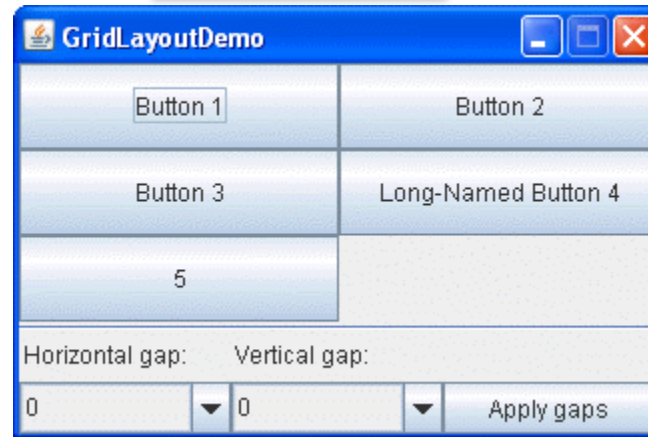 GridLayoutDemo
Button 1 Button 2
Button 3 Long-Named Button 4
5
Horizontal gap: Vertical gap:
0 0 Apply gaps